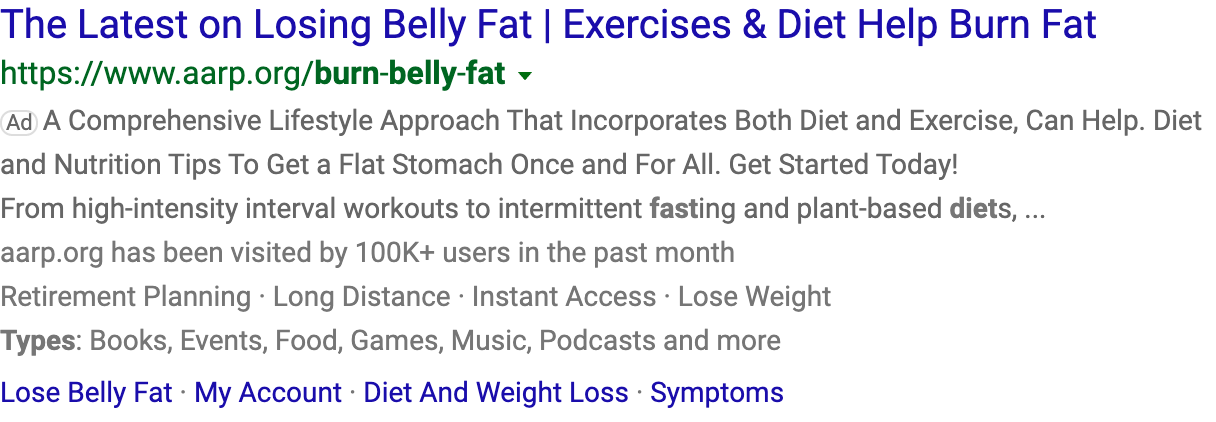 The Latest on Losing Belly Fat | Exercises & Diet Help Burn Fat
https://www.aarp.org/burn-belly-fat
Ad A Comprehensive Lifestyle Approach That Incorporates Both Diet and Exercise, Can Help. Diet
and Nutrition Tips To Get a Flat Stomach Once and For All. Get Started Today!
From high-intensity interval workouts to intermittent fasting and plant-based diets, ...
aarp.org has been visited by 100K+ users in the past month
Retirement Planning · Long Distance · Instant Access · Lose Weight
Types: Books, Events, Food, Games, Music, Podcasts and more
Lose Belly Fat · My Account · Diet And Weight Loss · Symptoms